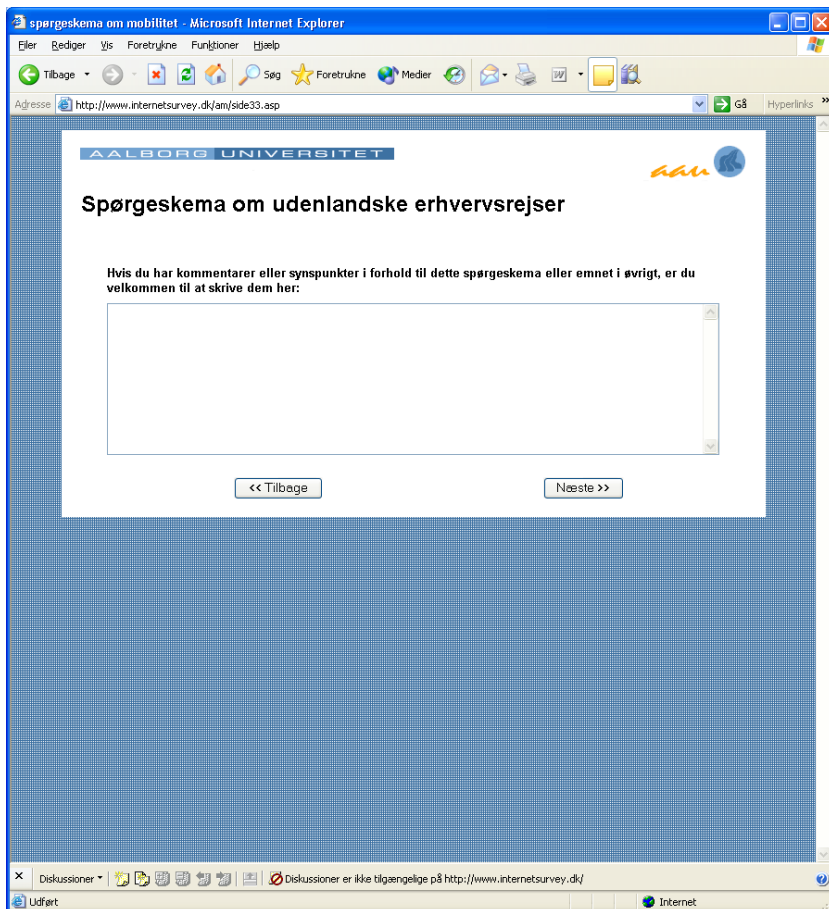 spørgeskema om mobilitet - Microsoft Internet Explorer
Filer Rediger Vis Foretrukne Funktioner Hjælp
Tilbage Søg Foretrukne Medier
Adresse http://www.internetsurvey.dk/am/side33.asp Gå Hyperlinks »
AALBORG UNIVERSITET
aau
Spørgeskema om udenlandske erhvervsrejser
Hvis du har kommentarer eller synspunkter i forhold til dette spørgeskema eller emnet i øvrigt, er du
velkommen til at skrive dem her:
<< Tilbage Næste >>
Diskussioner Diskussioner er ikke tilgængelige på http://www.internetsurvey.dk/
Udført Internet